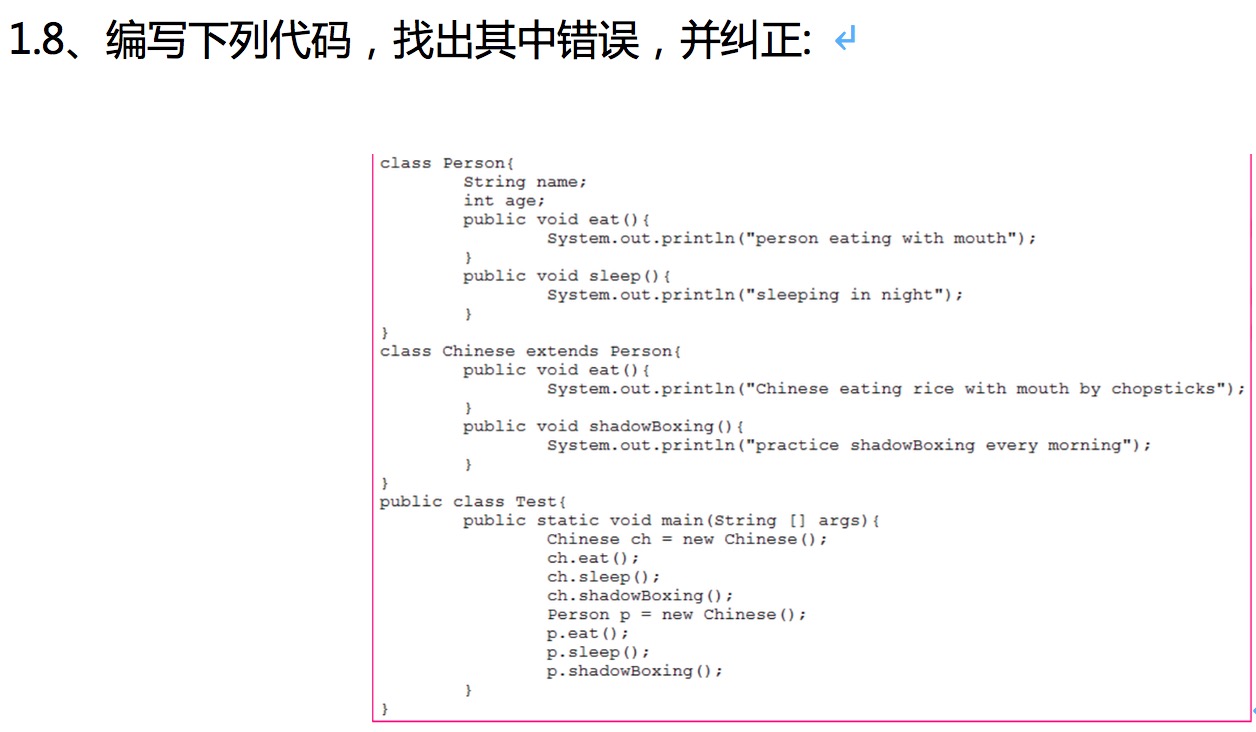 1.8、编写下列代码，找出其中错误，并纠正:
class Person{
String name;
int age;
public void eat(){
System.out.println("person eating with mouth");
}
public void sleep(){
System.out.println("sleeping in night");
}
}
class Chinese extends Person{
public void eat(){
System.out.println("Chinese eating rice with mouth by chopsticks");
}
public void shadowBoxing(){
System.out.println("practice shadowBoxing every morning");
}
}
public class Test{
public static void main(String [] args){
Chinese ch = new Chinese();
ch.eat();
ch.sleep();
ch.shadowBoxing();
Person p = new Chinese();
p.eat();
p.sleep();
p.shadowBoxing();
}
}